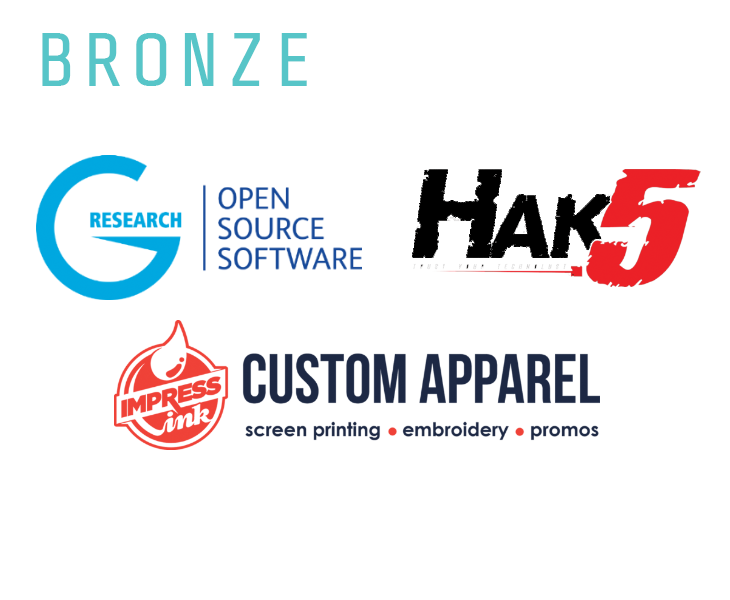 BRONZE
RESEARCH
OPEN
SOURCE
SOFTWARE
HAK5
IMPRESS
ink
CUSTOM APPAREL
screen printing • embroidery • promos